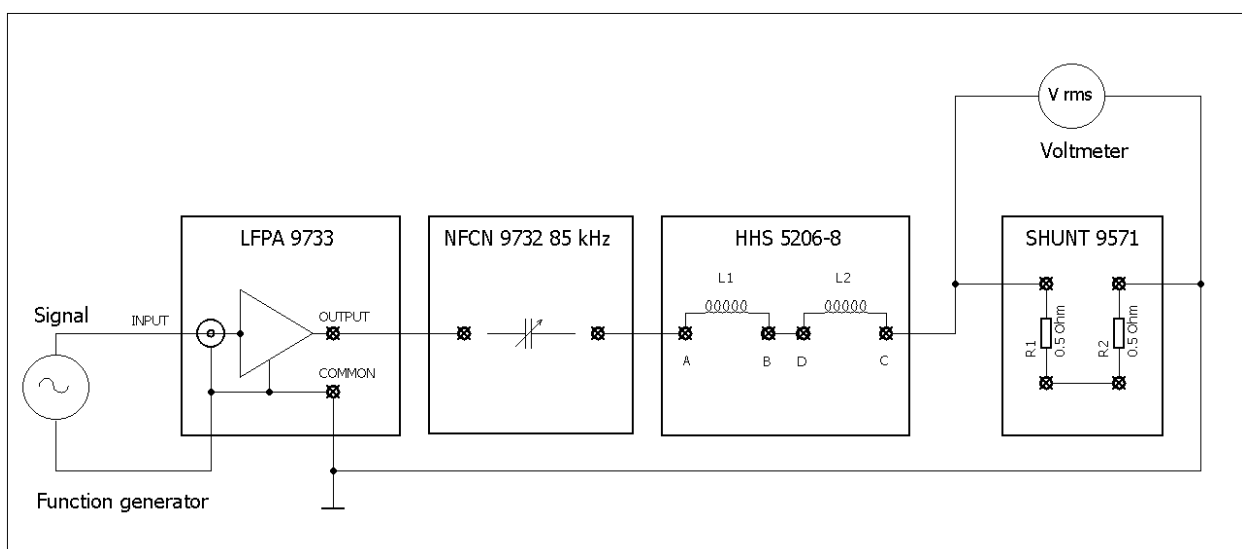 V rms
Voltmeter
LFPA 9733
NFCN 9732 85 kHz
HHS 5206-8
SHUNT 9571
L1
L2
Signal
INPUT
OUTPUT
COMMON
A
B
D
C
R1
0.5 Ohm
R2
0.5 Ohm
Function generator